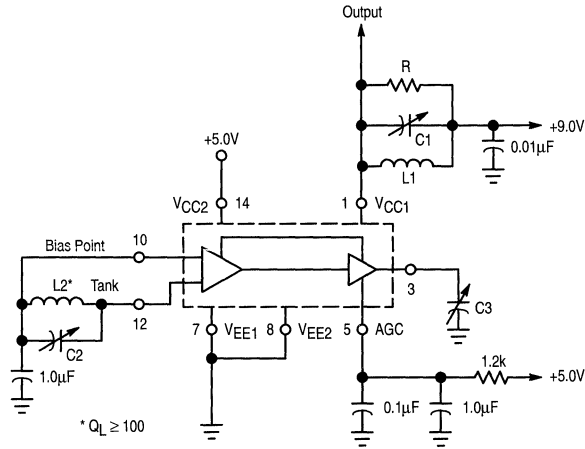 Output
R
C1
+9.0V
0.01µF
L1
+5.0V
VCC2
14
1
VCC1
Bias Point
10
L2*
Tank
12
3
C2
C3
7
VEE1
8
VEE2
5
AGC
1.0µF
1.2k
+5.0V
0.1µF
1.0µF
* QL ≥ 100